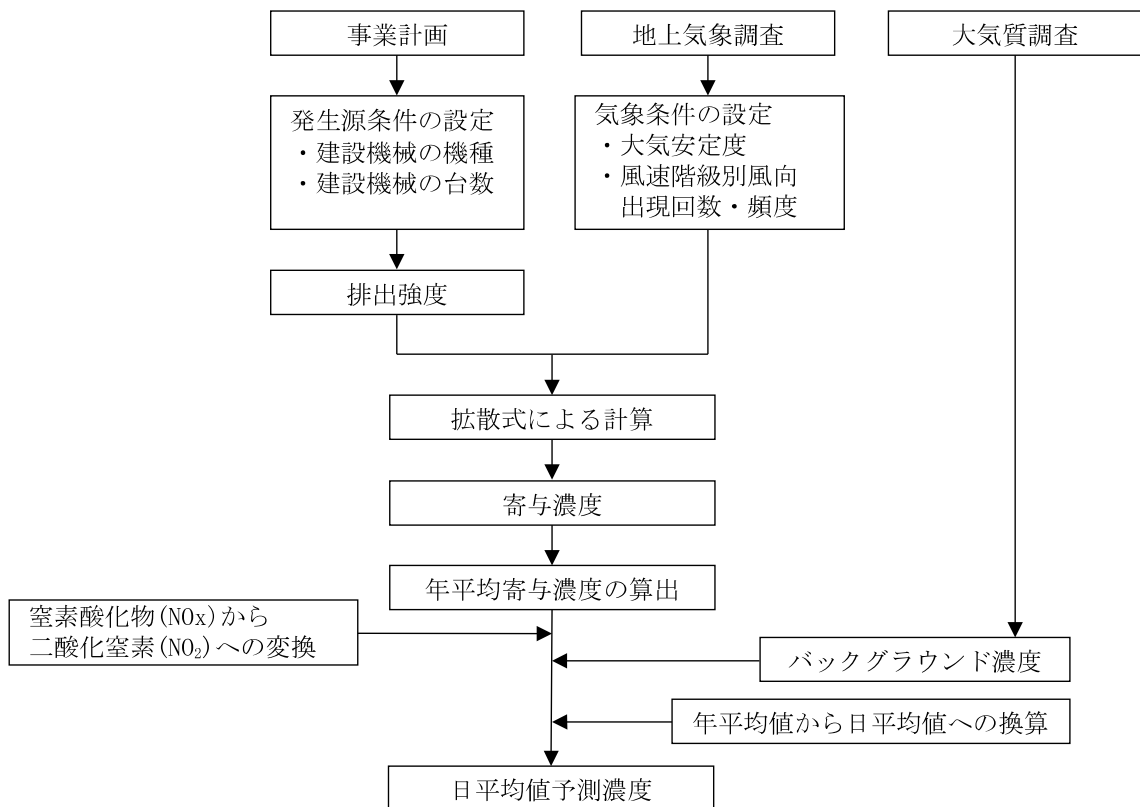 事業計画
地上気象調査
大気質調査
発生源条件の設定
・建設機械の機種
・建設機械の台数
気象条件の設定
・大気安定度
・風速階級別風向
出現回数・頻度
排出強度
拡散式による計算
寄与濃度
年平均寄与濃度の算出
窒素酸化物(NOx)から
二酸化窒素(NO₂)への変換
バックグラウンド濃度
年平均値から日平均値への換算
日平均値予測濃度